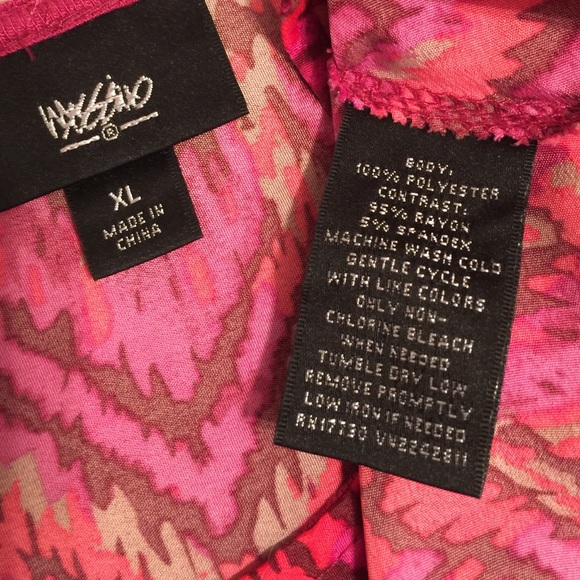 MOSSIMO
®
XL
MADE IN
CHINA
BODY:
100% POLYESTER
CONTRAST:
95% RAYON
5% SPANDEX
MACHINE WASH COLD
GENTLE CYCLE
WITH LIKE COLORS
ONLY NON-
CHLORINE BLEACH
WHEN NEEDED
TUMBLE DRY LOW
REMOVE PROMPTLY
LOW IRON IF NEEDED
RN17730 VN2242811